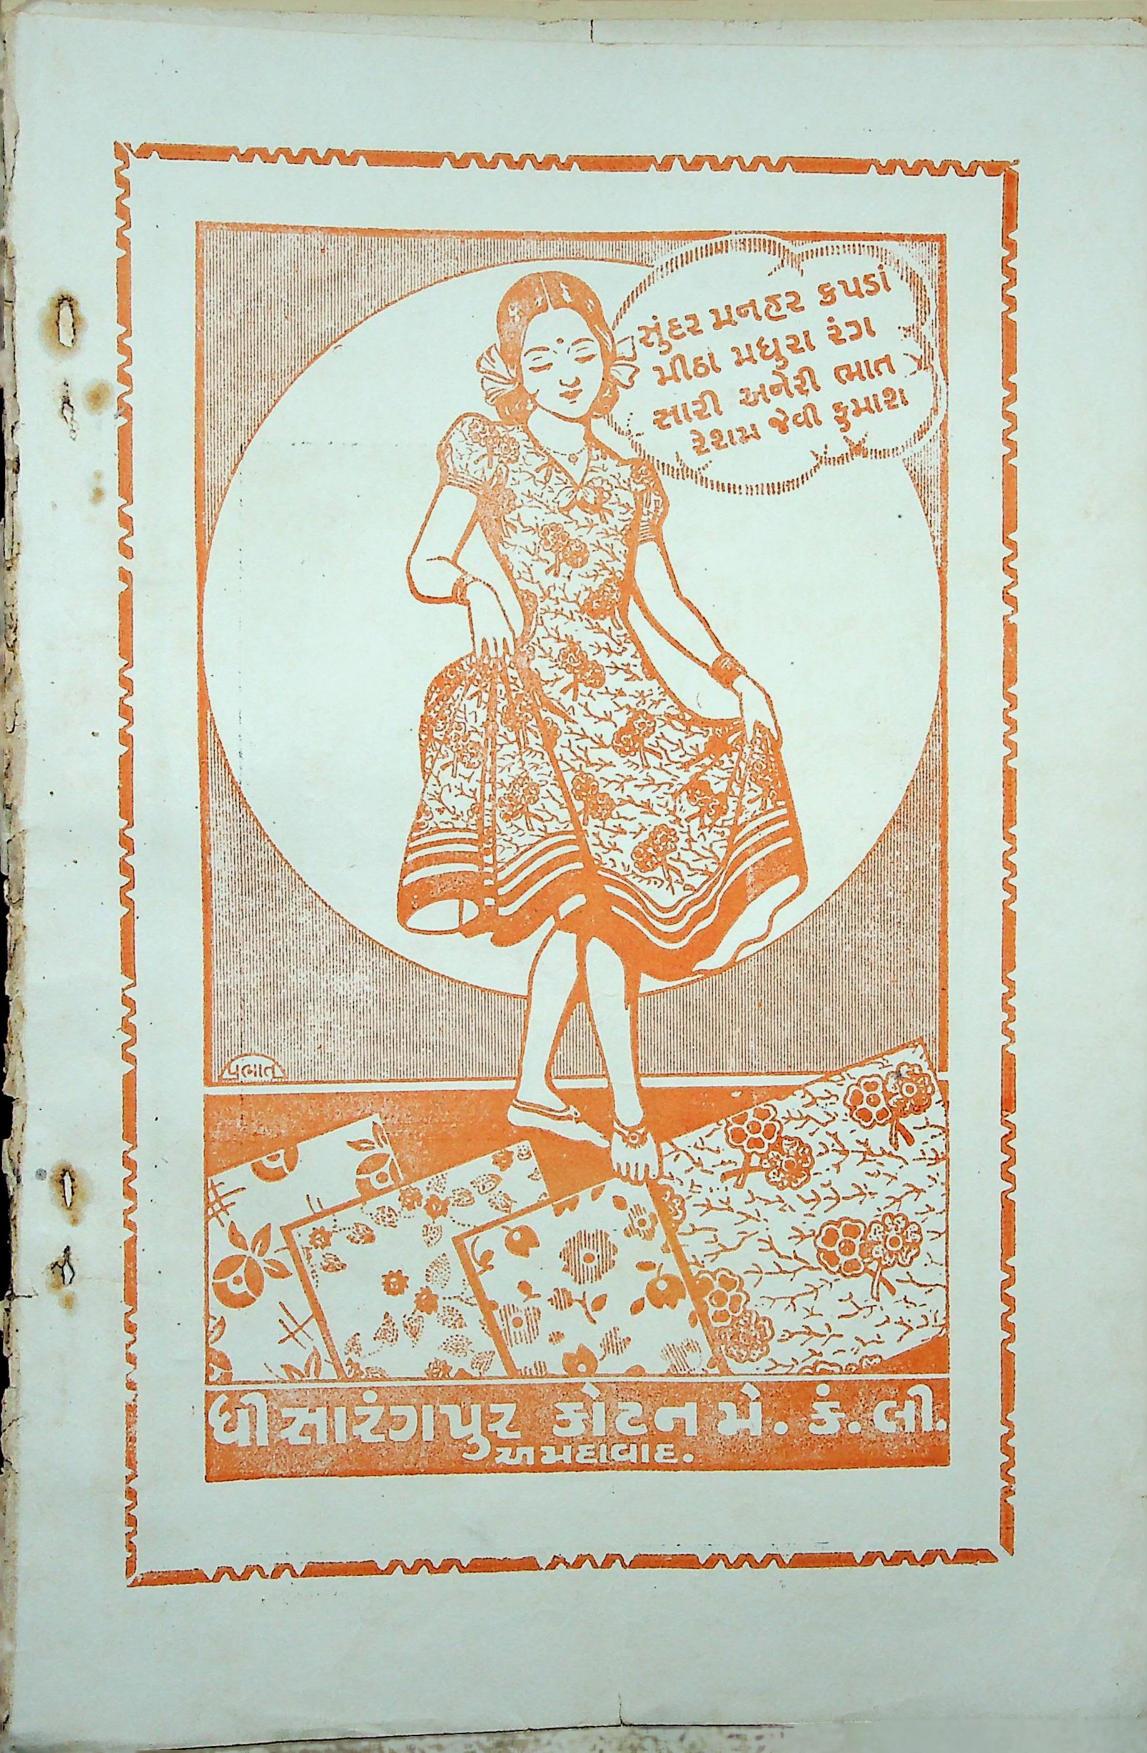 સુંદર મનહર કપડાં
મીઠા મધુરા રંગ
સારી અનેરી ભાત
રેશમ જેવી કુમાશ
પ્રભાત
ધી સારંગપુર કોટન મે. કં. લી.
અમદાવાદ.